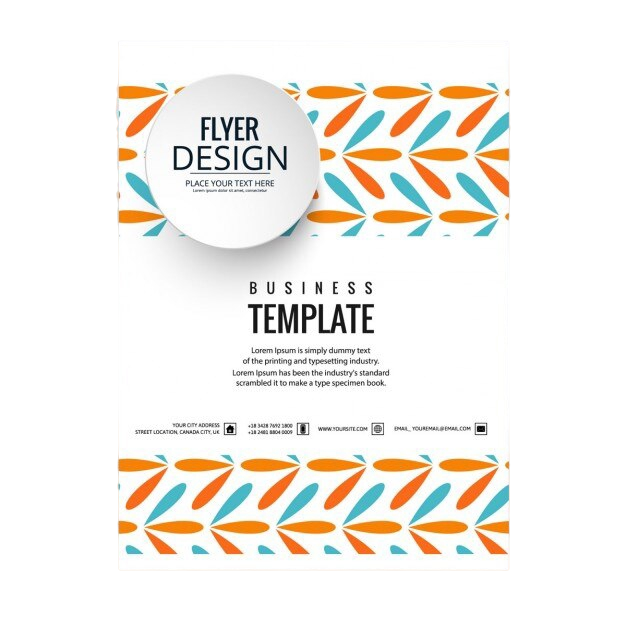 FLYER
DESIGN
PLACE YOUR TEXT HERE
Lorem ipsum dolor sit amet, consectetur
BUSINESS
TEMPLATE
Lorem Ipsum is simply dummy text
of the printing and typesetting industry.
Lorem Ipsum has been the industry's standard
scrambled it to make a type specimen book.
YOUR CITY ADDRESS
STREET LOCATION, CANADA CITY, UK
+18 3428 7692 1800
+18 2481 8804 0009
WWW.YOURSITE.COM
EMAIL_YOUREMAIL@EMAIL.COM